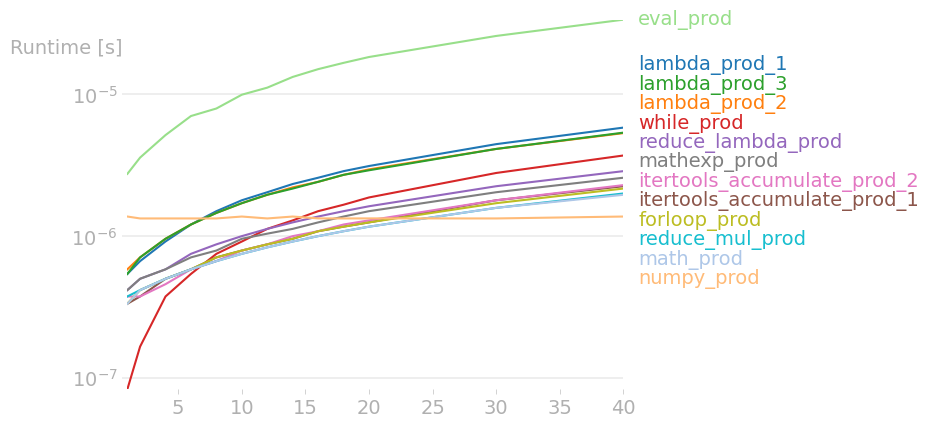 eval_prod
Runtime [s]
lambda_prod_1
lambda_prod_3
10⁻⁵
lambda_prod_2
while_prod
reduce_lambda_prod
mathexp_prod
itertools_accumulate_prod_2
itertools_accumulate_prod_1
forloop_prod
10⁻⁶
reduce_mul_prod
math_prod
numpy_prod
10⁻⁷
5 10 15 20 25 30 35 40